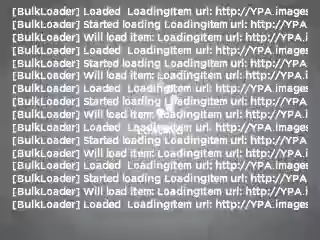 [BulkLoader] Loaded LoadingItem url: http://YPA.images
[BulkLoader] Started loading LoadingItem url: http://YPA
[BulkLoader] Will load item: LoadingItem url: http://YPA.i
[BulkLoader] Loaded LoadingItem url: http://YPA.images
[BulkLoader] Started loading LoadingItem url: http://YPA
[BulkLoader] Will load item: LoadingItem url: http://YPA.i
[BulkLoader] Loaded LoadingItem url: http://YPA.images
[BulkLoader] Started loading LoadingItem url: http://YPA
[BulkLoader] Will load item: LoadingItem url: http://YPA.i
[BulkLoader] Loaded LoadingItem url: http://YPA.images
[BulkLoader] Started loading LoadingItem url: http://YPA
[BulkLoader] Will load item: LoadingItem url: http://YPA.i
[BulkLoader] Loaded LoadingItem url: http://YPA.images
[BulkLoader] Started loading LoadingItem url: http://YPA
[BulkLoader] Will load item: LoadingItem url: http://YPA.i
[BulkLoader] Loaded LoadingItem url: http://YPA.images